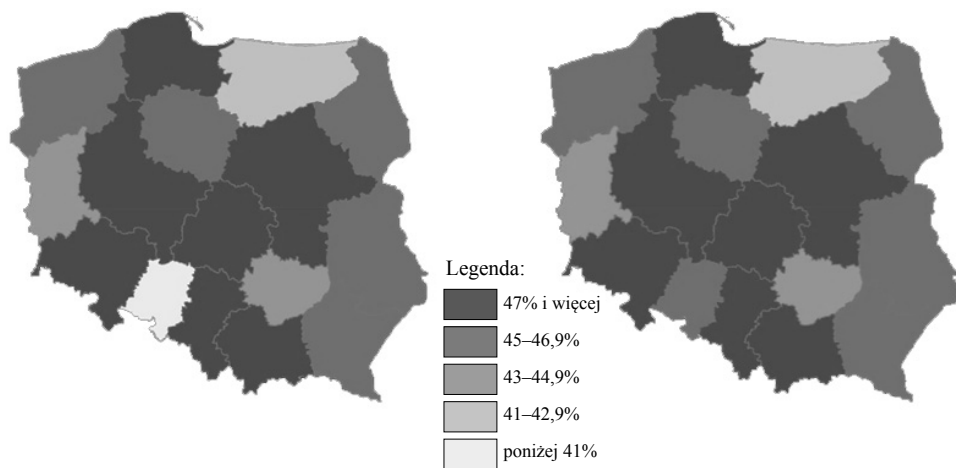 Legenda:
47% i więcej
45–46,9%
43–44,9%
41–42,9%
poniżej 41%